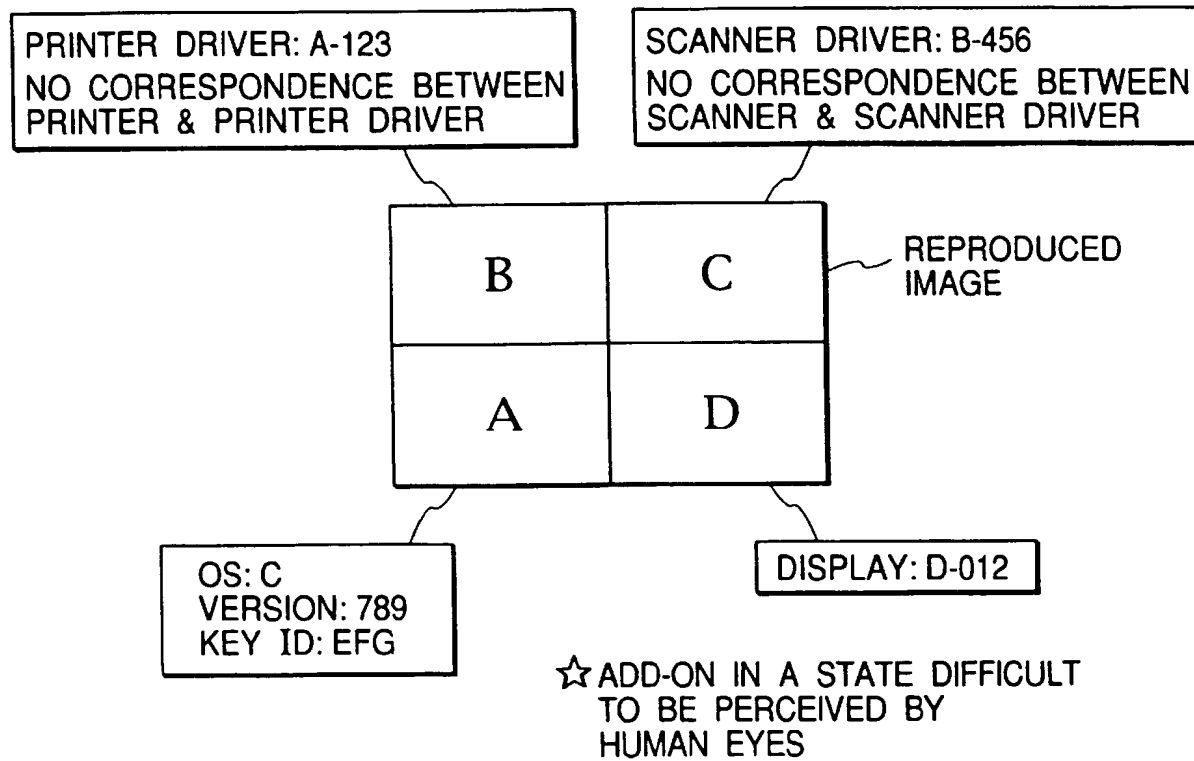 PRINTER DRIVER: A-123
NO CORRESPONDENCE BETWEEN
PRINTER & PRINTER DRIVER
SCANNER DRIVER: B-456
NO CORRESPONDENCE BETWEEN
SCANNER & SCANNER DRIVER
B
C
REPRODUCED
IMAGE
A
D
OS: C
VERSION: 789
KEY ID: EFG
DISPLAY: D-012
☆ ADD-ON IN A STATE DIFFICULT
TO BE PERCEIVED BY
HUMAN EYES